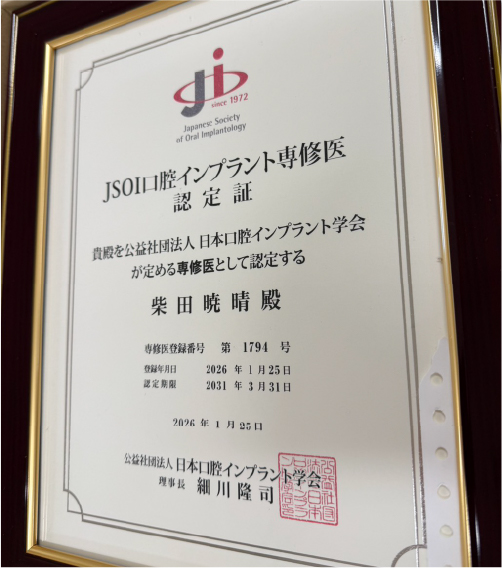 since 1972
Japanese Society
of Oral Implantology
JSOI口腔インプラント専修医
認定証
貴殿を公益社団法人 日本口腔インプラント学会
が定める専修医として認定する
柴田暁晴殿
専修医登録番号 第 1794 号
登録年月日 2026 年 1月25日
認定期限 2031 年 3月31日
2026 年 1 月 25日
公益社団法人 日本口腔インプラント学会
理事長 細川隆司